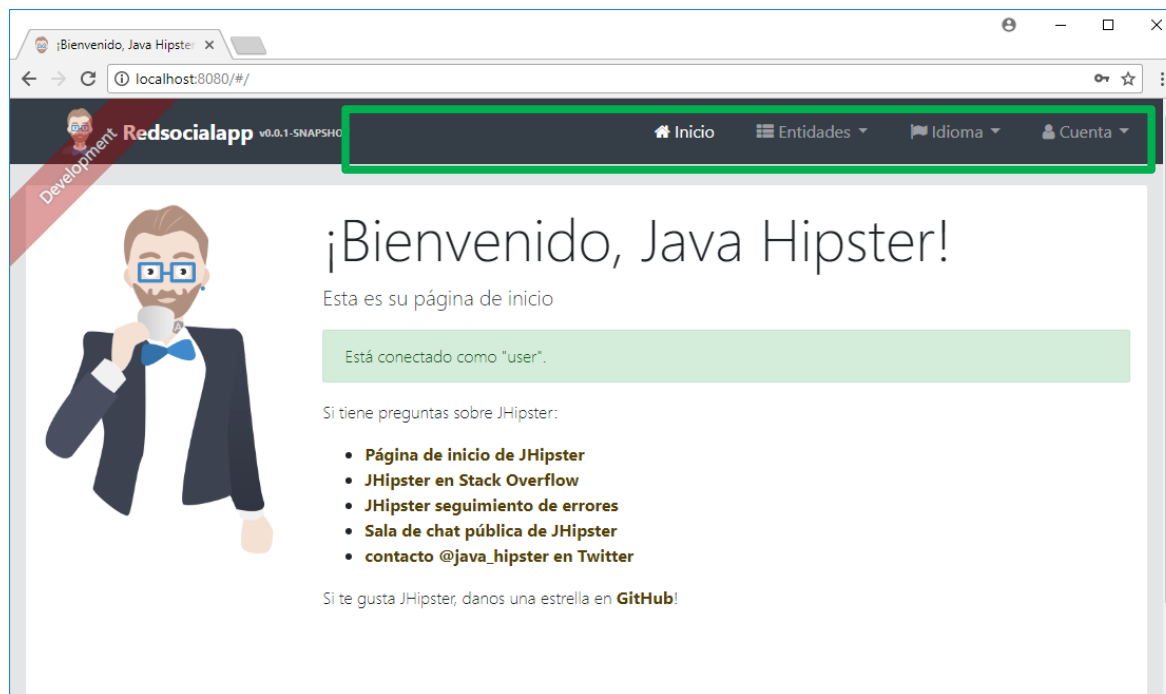 ¡Bienvenido, Java Hipster
localhost:8080/#/
Development
Redsocialapp v0.0.1-SNAPSHO
Inicio
Entidades
Idioma
Cuenta
¡Bienvenido, Java Hipster!
Esta es su página de inicio
Está conectado como "user".
Si tiene preguntas sobre JHipster:
Página de inicio de JHipster
JHipster en Stack Overflow
JHipster seguimiento de errores
Sala de chat pública de JHipster
contacto @java_hipster en Twitter
Si te gusta JHipster, danos una estrella en GitHub!